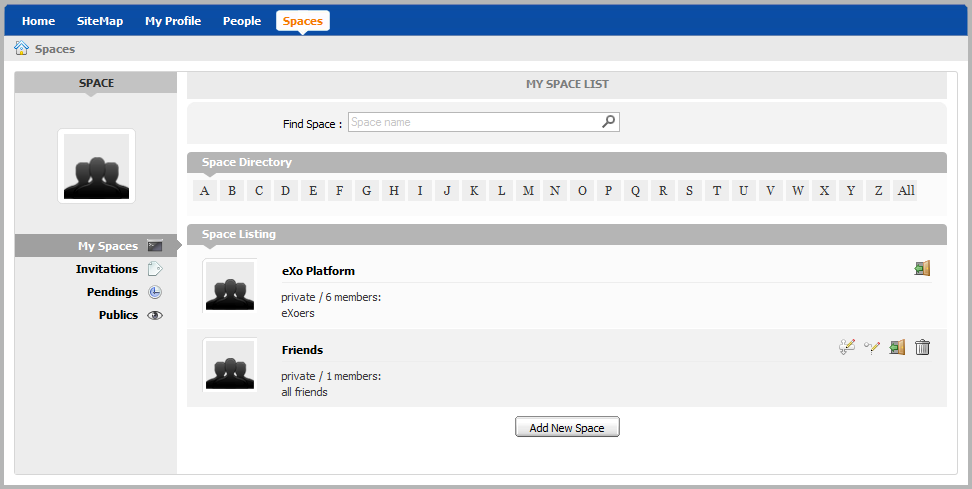 Home SiteMap My Profile People Spaces
Spaces
SPACE
My Spaces
Invitations
Pendings
Publics
MY SPACE LIST
Find Space : Space name
Space Directory
A B C D E F G H I J K L M N O P Q R S T U V W X Y Z All
Space Listing
eXo Platform
private / 6 members:
eXoers
Friends
private / 1 members:
all friends
Add New Space